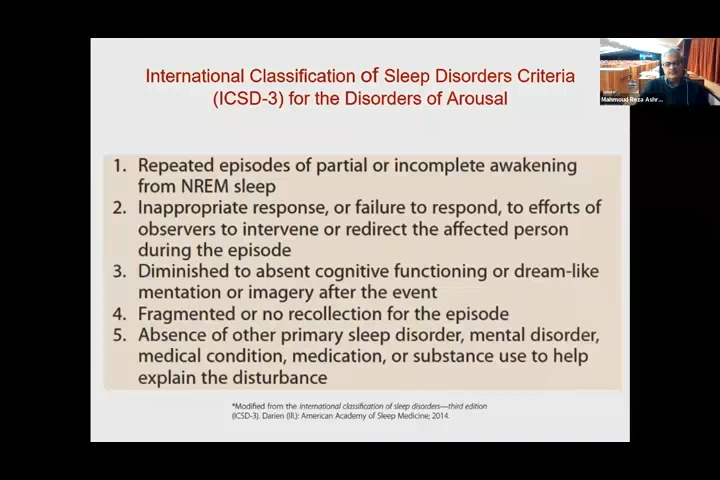 International Classification of Sleep Disorders Criteria
(ICSD-3) for the Disorders of Arousal
Mahmoud Reza Ashr...
1. Repeated episodes of partial or incomplete awakening
from NREM sleep
2. Inappropriate response, or failure to respond, to efforts of
observers to intervene or redirect the affected person
during the episode
3. Diminished to absent cognitive functioning or dream-like
mentation or imagery after the event
4. Fragmented or no recollection for the episode
5. Absence of other primary sleep disorder, mental disorder,
medical condition, medication, or substance use to help
explain the disturbance
*Modified from the International classification of sleep disorders—third edition
(ICSD-3). Darien (Ill.): American Academy of Sleep Medicine; 2014.